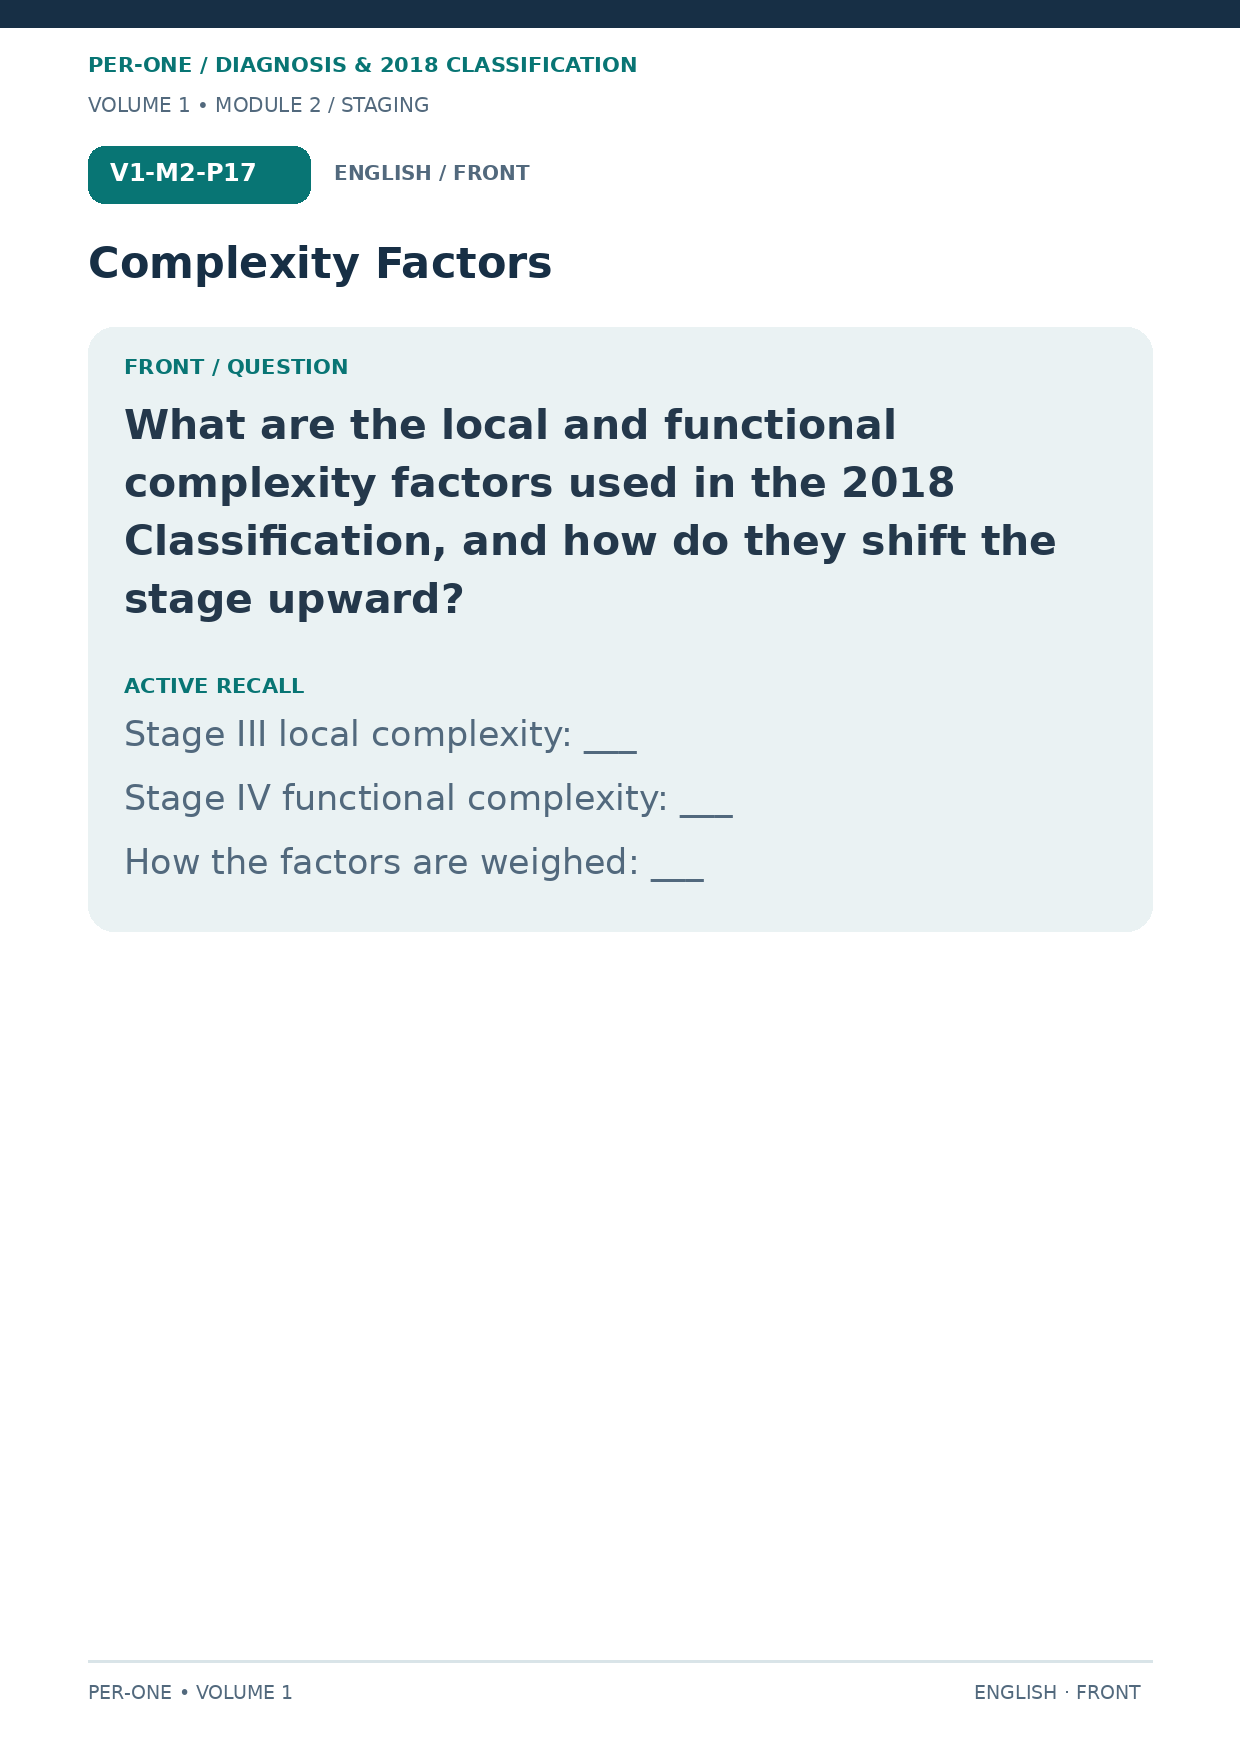 PER-ONE / DIAGNOSIS & 2018 CLASSIFICATION
VOLUME 1 • MODULE 2 / STAGING
V1-M2-P17
ENGLISH / FRONT
Complexity Factors
FRONT / QUESTION
What are the local and functional
complexity factors used in the 2018
Classification, and how do they shift the
stage upward?
ACTIVE RECALL
Stage III local complexity: ___
Stage IV functional complexity: ___
How the factors are weighed: ___
PER-ONE • VOLUME 1
ENGLISH · FRONT